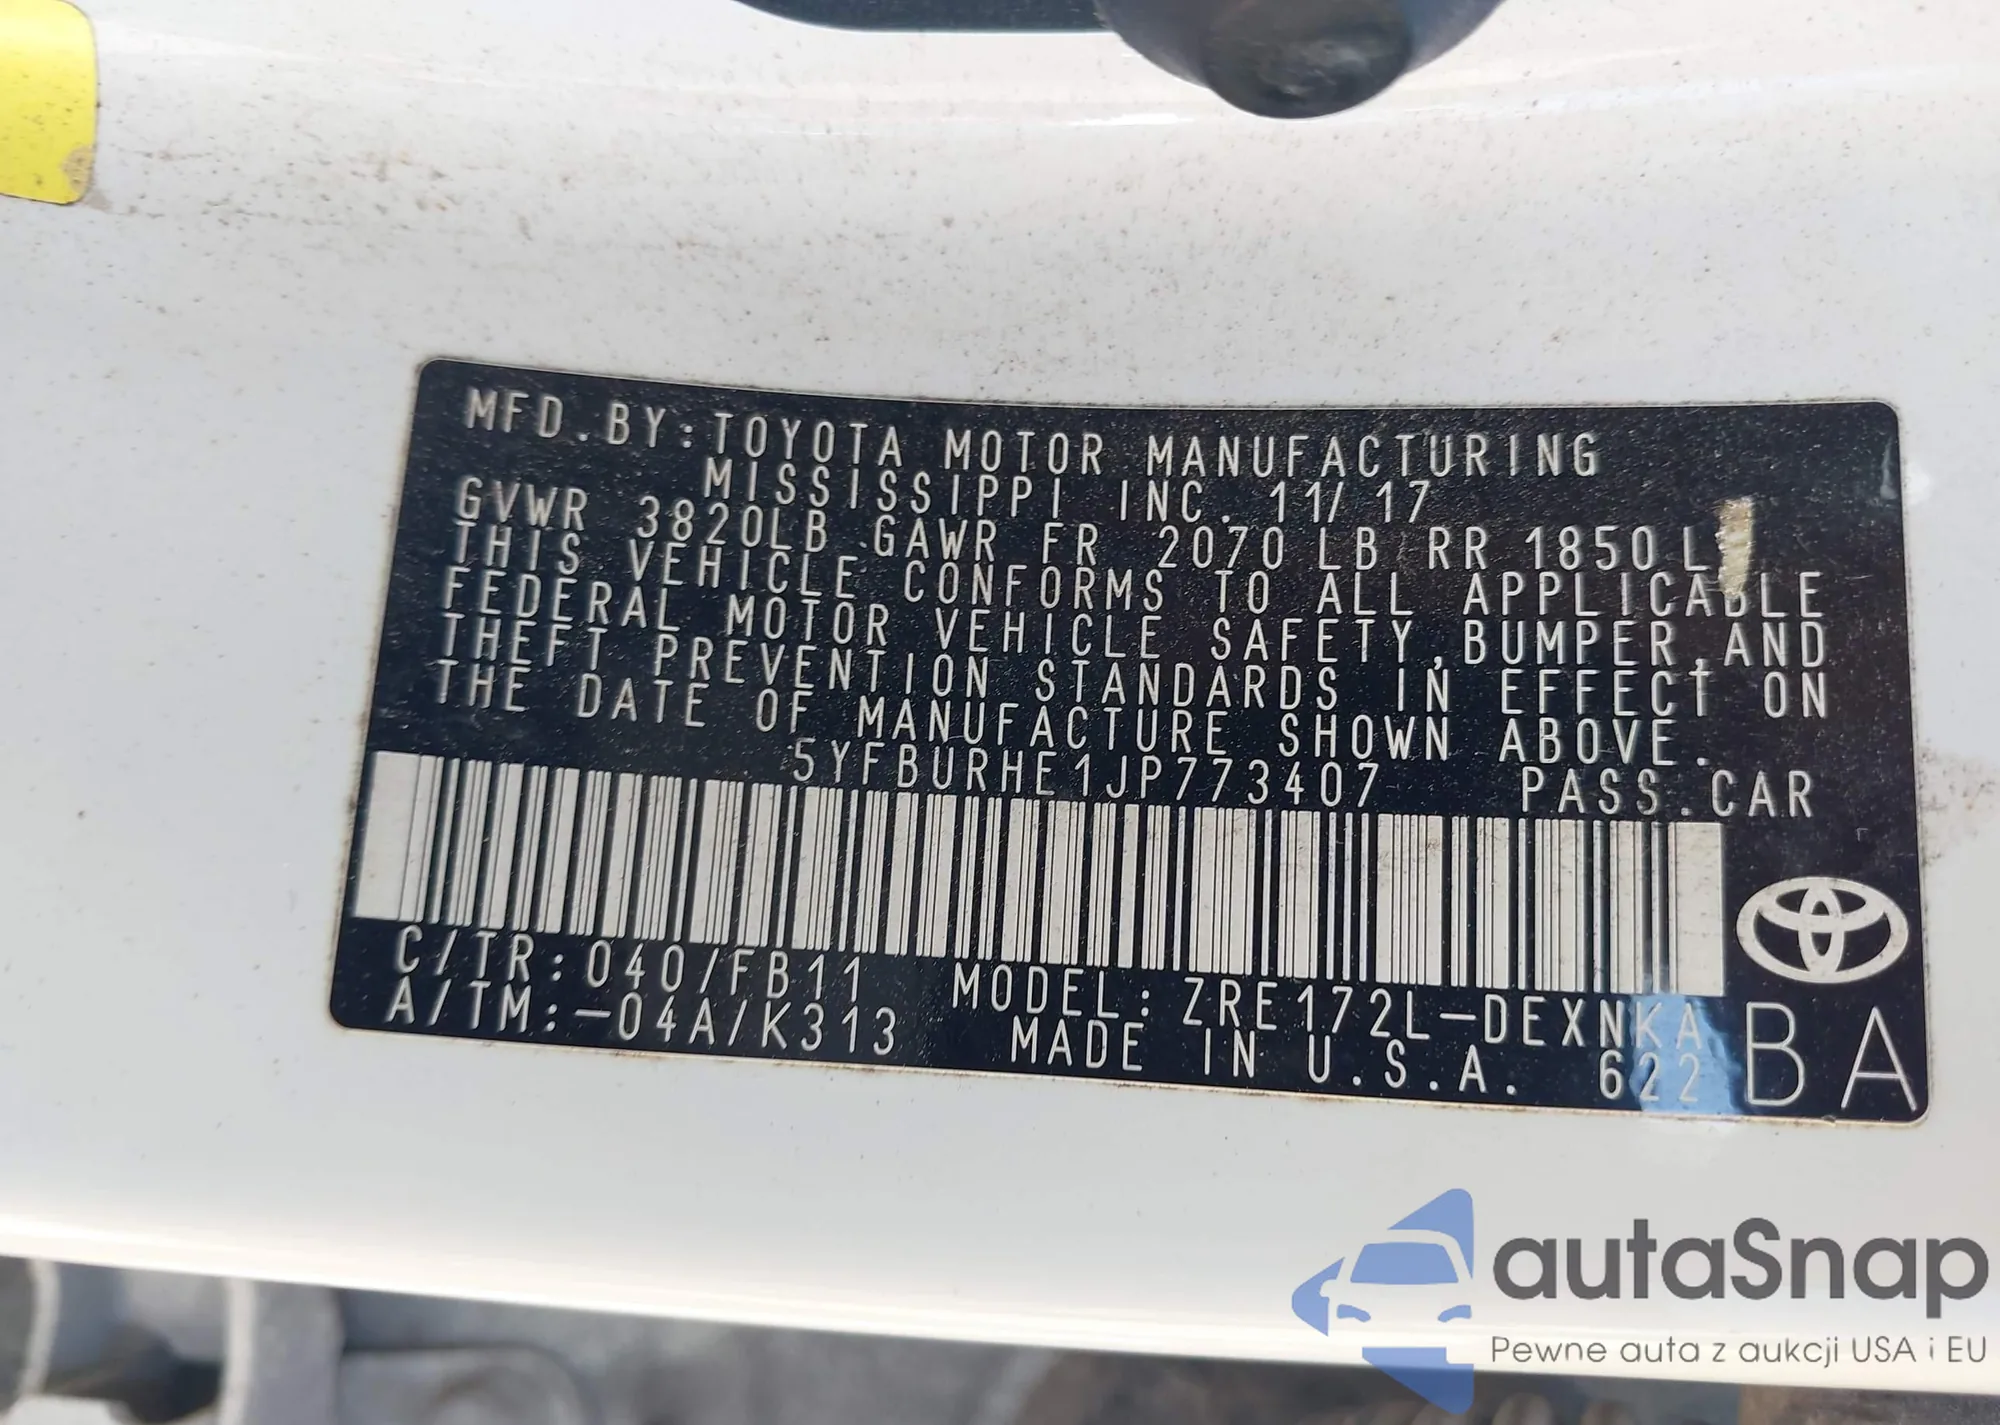 MFD.BY:TOYOTA MOTOR MANUFACTURING
MISSISSIPPI INC. 11/17
GVWR 3820LB GAWR FR 2070LB RR 1850L
THIS VEHICLE CONFORMS TO ALL APPLICABLE
FEDERAL MOTOR VEHICLE SAFETY,BUMPER,AND
THEFT PREVENTION STANDARDS IN EFFECT ON
THE DATE OF MANUFACTURE SHOWN ABOVE.
5YFBURHE1JP773407 PASS.CAR
C/TR:040/FB11 MODEL:ZRE172L-DEXNKA
A/TM:-04A/K313 MADE IN U.S.A. 622
BA
autaSnap
Pewne auta z aukcji USA i EU